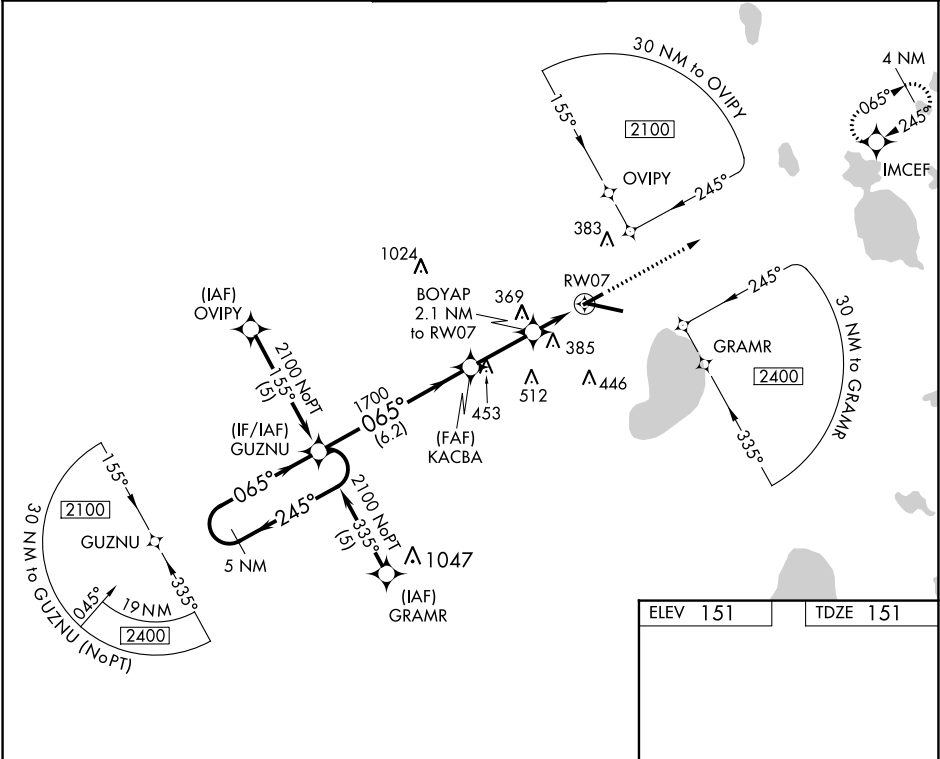 30 NM to OVIPY
155°
2100
OVIPY
245°
4 NM
065°
245°
IMCEF
383
1024
BOYAP
2.1 NM
to RW07
369
RW07
385
512
446
453
(IAF)
OVIPY
2100 NoPT
155°
(5)
1700
065°
(6.2)
(FAF)
KACBA
(IF/IAF)
GUZNU
065°
245°
5 NM
2100 NoPT
335°
(5)
1047
(IAF)
GRAMR
245°
GRAMR
2400
335°
30 NM to GRAMR
155°
2100
GUZNU
335°
045°
19NM
2400
30 NM to GUZNU (NoPT)
ELEV 151
TDZE 151